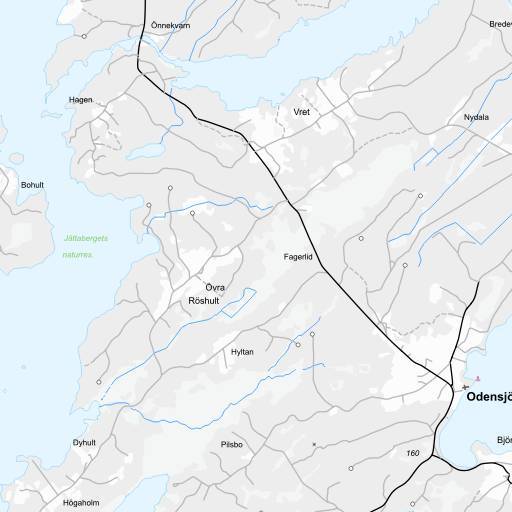 Önnekvarn
Bredev
Hagen
Vret
Nydala
Bohult
Jättabergets
naturres.
Fagerlid
Övra
Röshult
Hyltan
Odensjö
Dyhult
Pilsbo
Björ
160
Högaholm